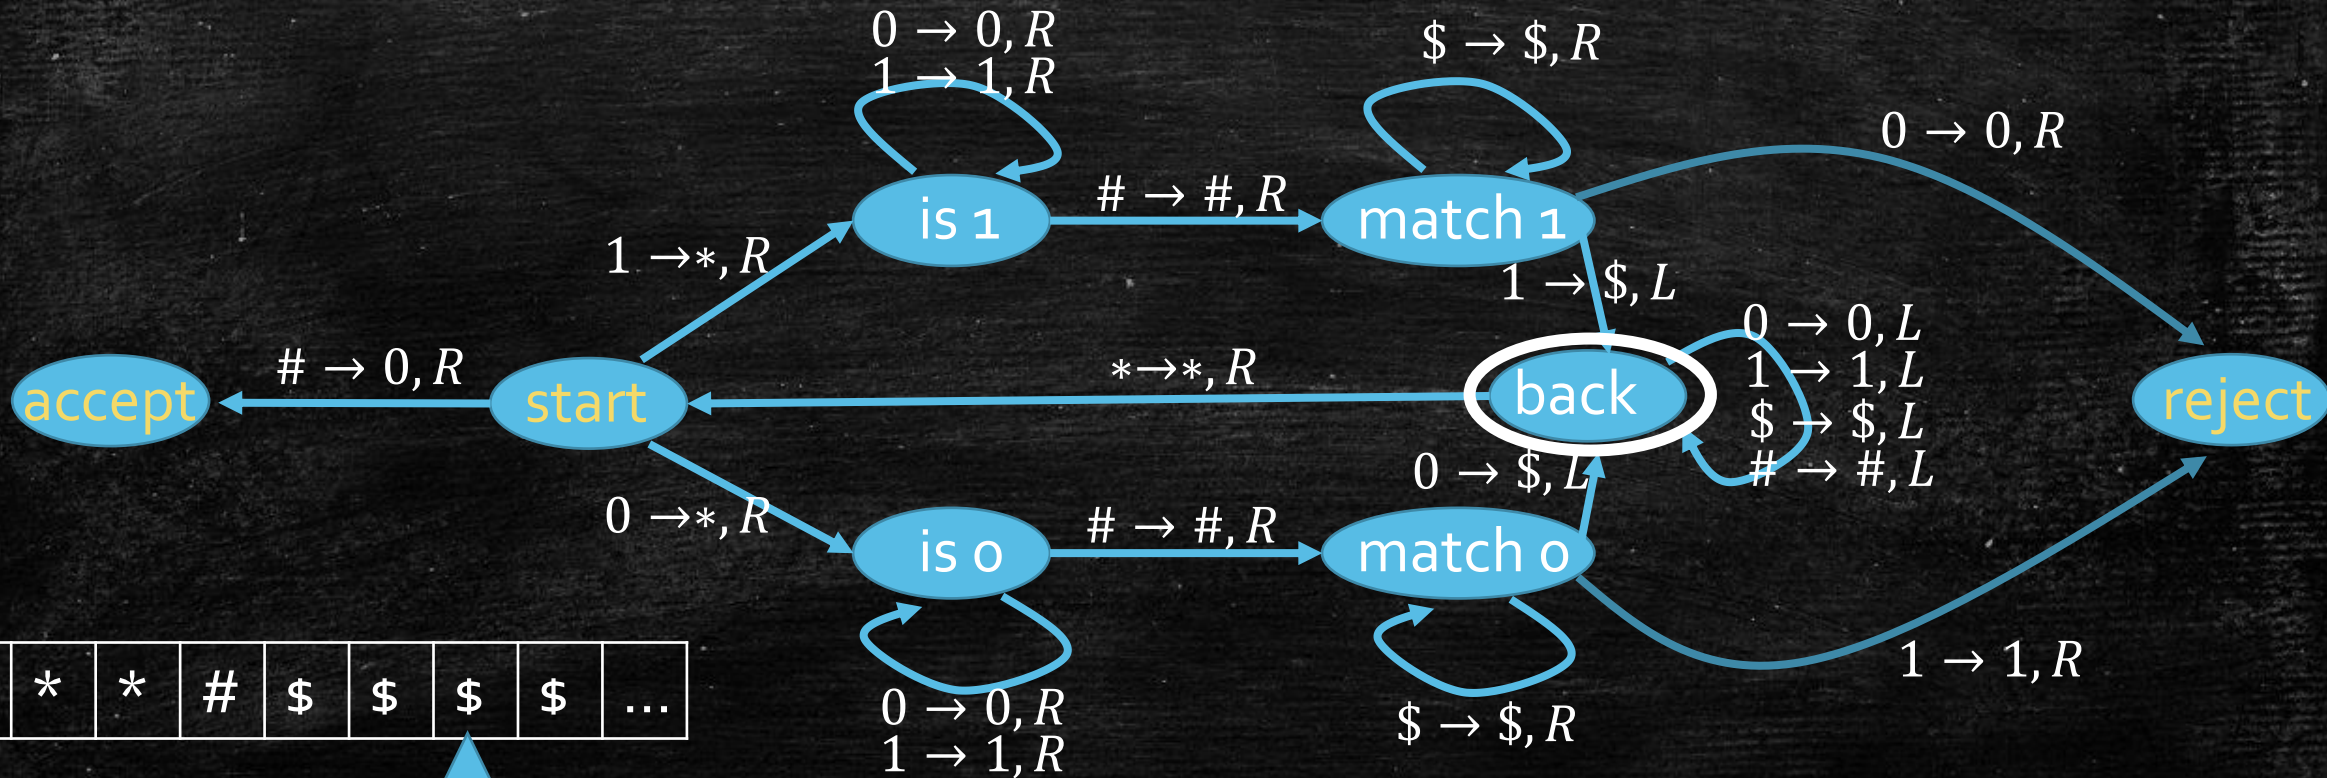 0 → 0, R
1 → 1, R
$ → $, R
0 → 0, R
# → #, R
is 1
match 1
1 →*, R
1 → $, L
0 → 0, L
1 → 1, L
$ → $, L
# → #, L
# → 0, R
*→*, R
accept
start
back
reject
0 → $, L
0 →*, R
# → #, R
is 0
match 0
1 → 1, R
* * # $ $ $ $ ...
0 → 0, R
1 → 1, R
$ → $, R